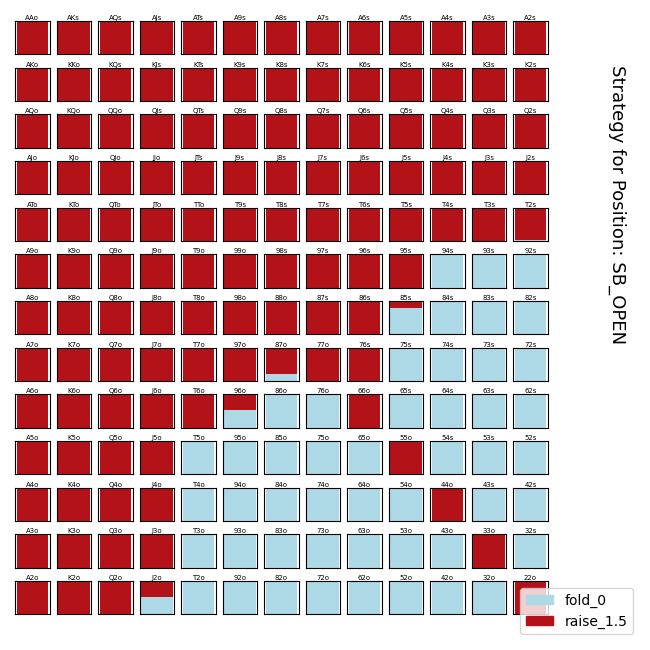 AAo AKs AQs AJs ATs A9s A8s A7s A6s A5s A4s A3s A2s
AKo KKo KQs KJs KTs K9s K8s K7s K6s K5s K4s K3s K2s
AQo KQo QQo QJs QTs Q9s Q8s Q7s Q6s Q5s Q4s Q3s Q2s
AJo KJo QJo JJo JTs J9s J8s J7s J6s J5s J4s J3s J2s
ATo KTo QTo JTo TTo T9s T8s T7s T6s T5s T4s T3s T2s
A9o K9o Q9o J9o T9o 99o 98s 97s 96s 95s 94s 93s 92s
A8o K8o Q8o J8o T8o 98o 88o 87s 86s 85s 84s 83s 82s
A7o K7o Q7o J7o T7o 97o 87o 77o 76s 75s 74s 73s 72s
A6o K6o Q6o J6o T6o 96o 86o 76o 66o 65s 64s 63s 62s
A5o K5o Q5o J5o T5o 95o 85o 75o 65o 55o 54s 53s 52s
A4o K4o Q4o J4o T4o 94o 84o 74o 64o 54o 44o 43s 42s
A3o K3o Q3o J3o T3o 93o 83o 73o 63o 53o 43o 33o 32s
A2o K2o Q2o J2o T2o 92o 82o 72o 62o 52o 42o 32o 22o
Strategy for Position: SB_OPEN
fold_0
raise_1.5